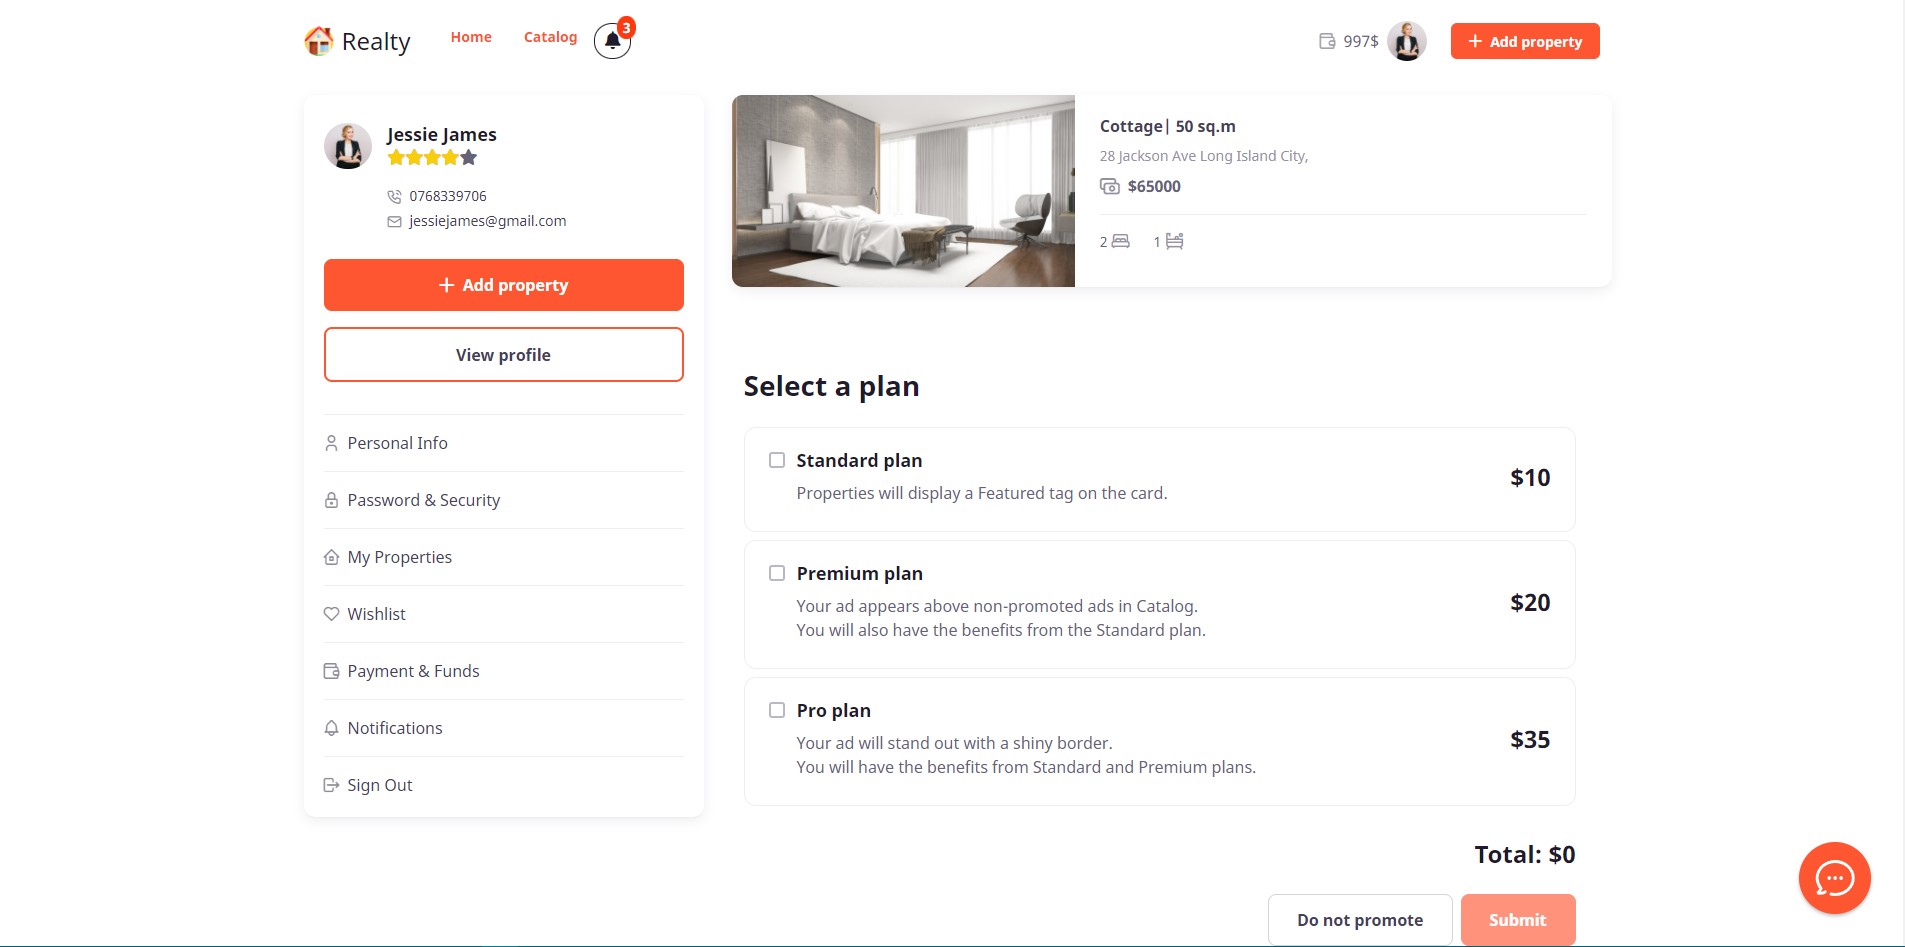 Realty
Home
Catalog
3
997$
Add property
Jessie James
0768339706
jessiejames@gmail.com
Add property
View profile
Personal Info
Password & Security
My Properties
Wishlist
Payment & Funds
Notifications
Sign Out
Cottage| 50 sq.m
28 Jackson Ave Long Island City,
$65000
2
1
Select a plan
Standard plan
Properties will display a Featured tag on the card.
$10
Premium plan
Your ad appears above non-promoted ads in Catalog.
You will also have the benefits from the Standard plan.
$20
Pro plan
Your ad will stand out with a shiny border.
You will have the benefits from Standard and Premium plans.
$35
Total: $0
Do not promote
Submit